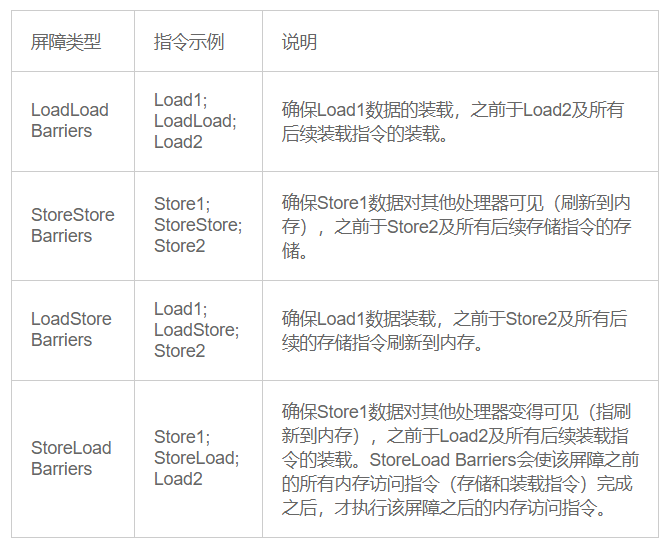 屏障类型
指令示例
说明
LoadLoad
Barriers
Load1;
LoadLoad;
Load2
确保Load1数据的装载，之前于Load2及所有
后续装载指令的装载。
StoreStore
Barriers
Store1;
StoreStore;
Store2
确保Store1数据对其他处理器可见（刷新到内
存），之前于Store2及所有后续存储指令的存
储。
LoadStore
Barriers
Load1;
LoadStore;
Store2
确保Load1数据装载，之前于Store2及所有后
续的存储指令刷新到内存。
StoreLoad
Barriers
Store1;
StoreLoad;
Load2
确保Store1数据对其他处理器变得可见（指刷
新到内存），之前于Load2及所有后续装载指
令的装载。StoreLoad Barriers会使该屏障之前
的所有内存访问指令（存储和装载指令）完成
之后，才执行该屏障之后的内存访问指令。